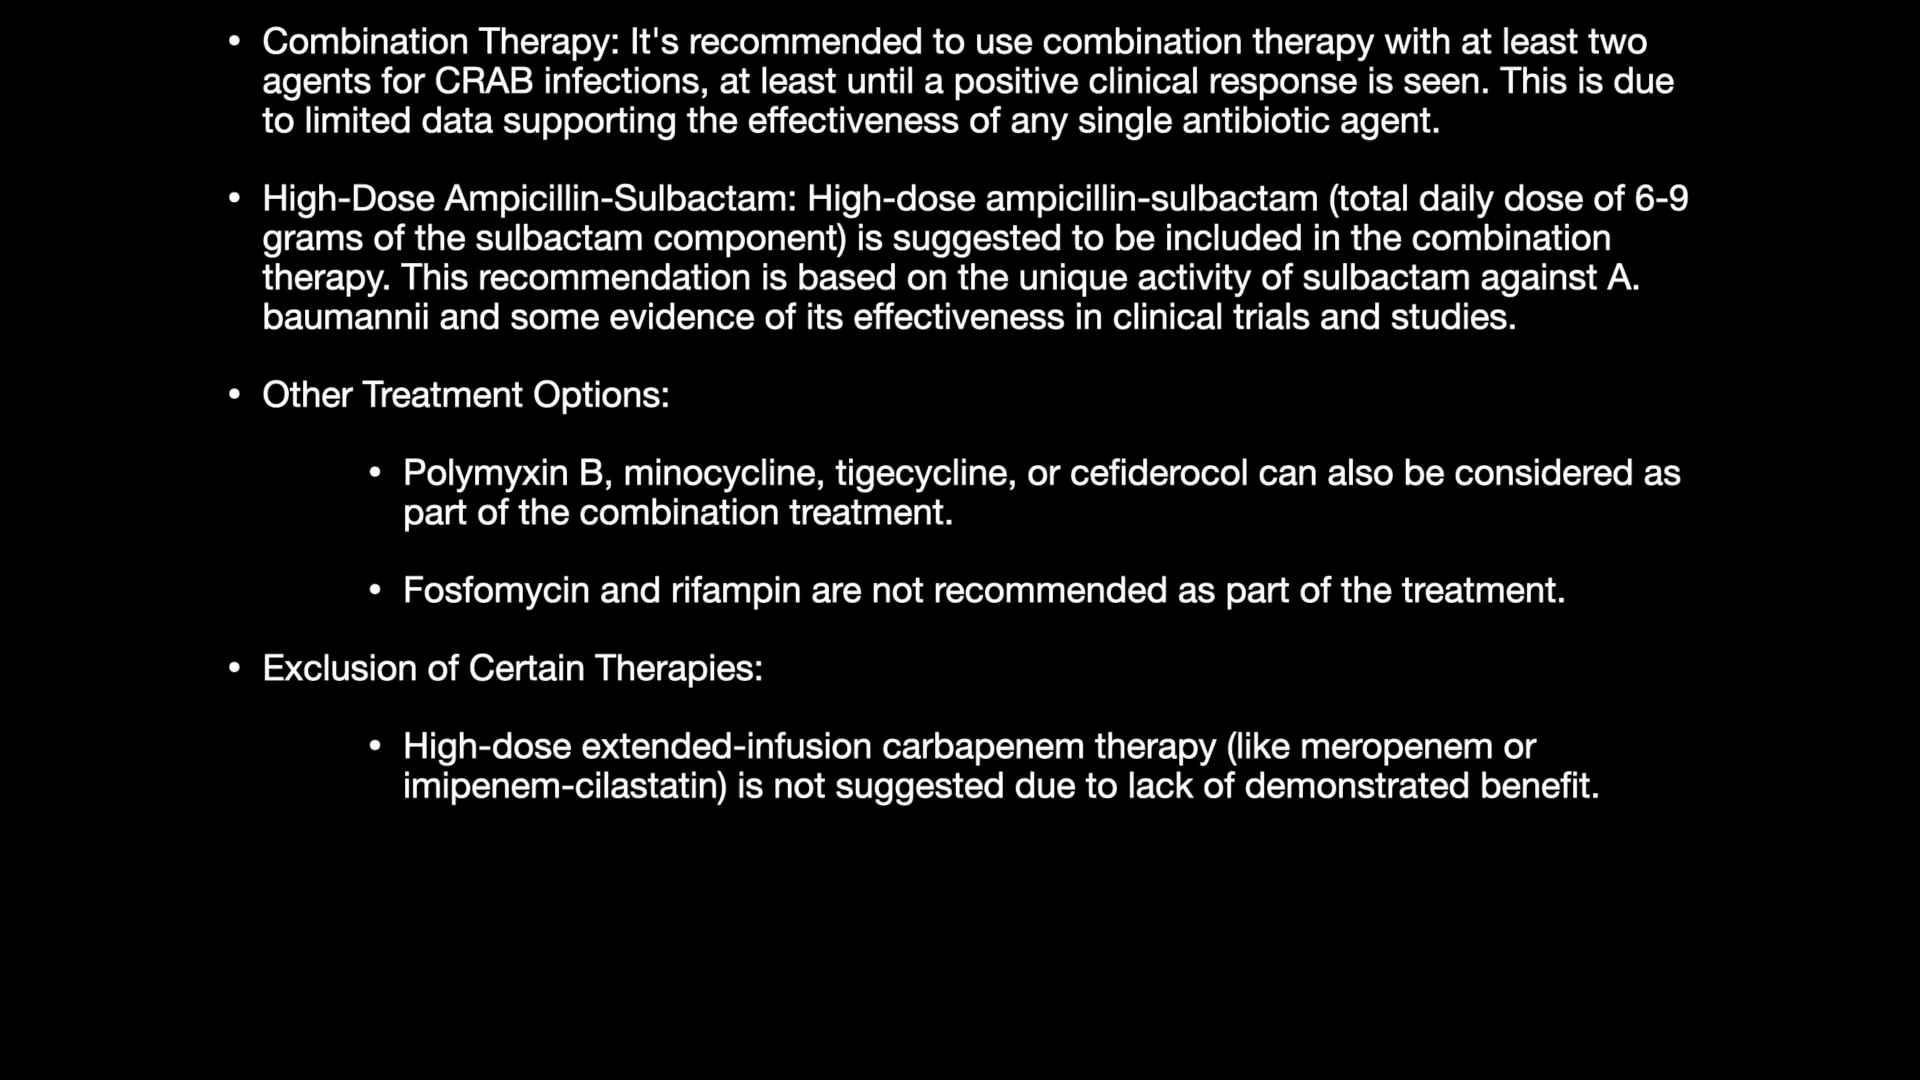 • Combination Therapy: It's recommended to use combination therapy with at least two
agents for CRAB infections, at least until a positive clinical response is seen. This is due
to limited data supporting the effectiveness of any single antibiotic agent.
• High-Dose Ampicillin-Sulbactam: High-dose ampicillin-sulbactam (total daily dose of 6-9
grams of the sulbactam component) is suggested to be included in the combination
therapy. This recommendation is based on the unique activity of sulbactam against A.
baumannii and some evidence of its effectiveness in clinical trials and studies.
• Other Treatment Options:
• Polymyxin B, minocycline, tigecycline, or cefiderocol can also be considered as
part of the combination treatment.
• Fosfomycin and rifampin are not recommended as part of the treatment.
• Exclusion of Certain Therapies:
• High-dose extended-infusion carbapenem therapy (like meropenem or
imipenem-cilastatin) is not suggested due to lack of demonstrated benefit.